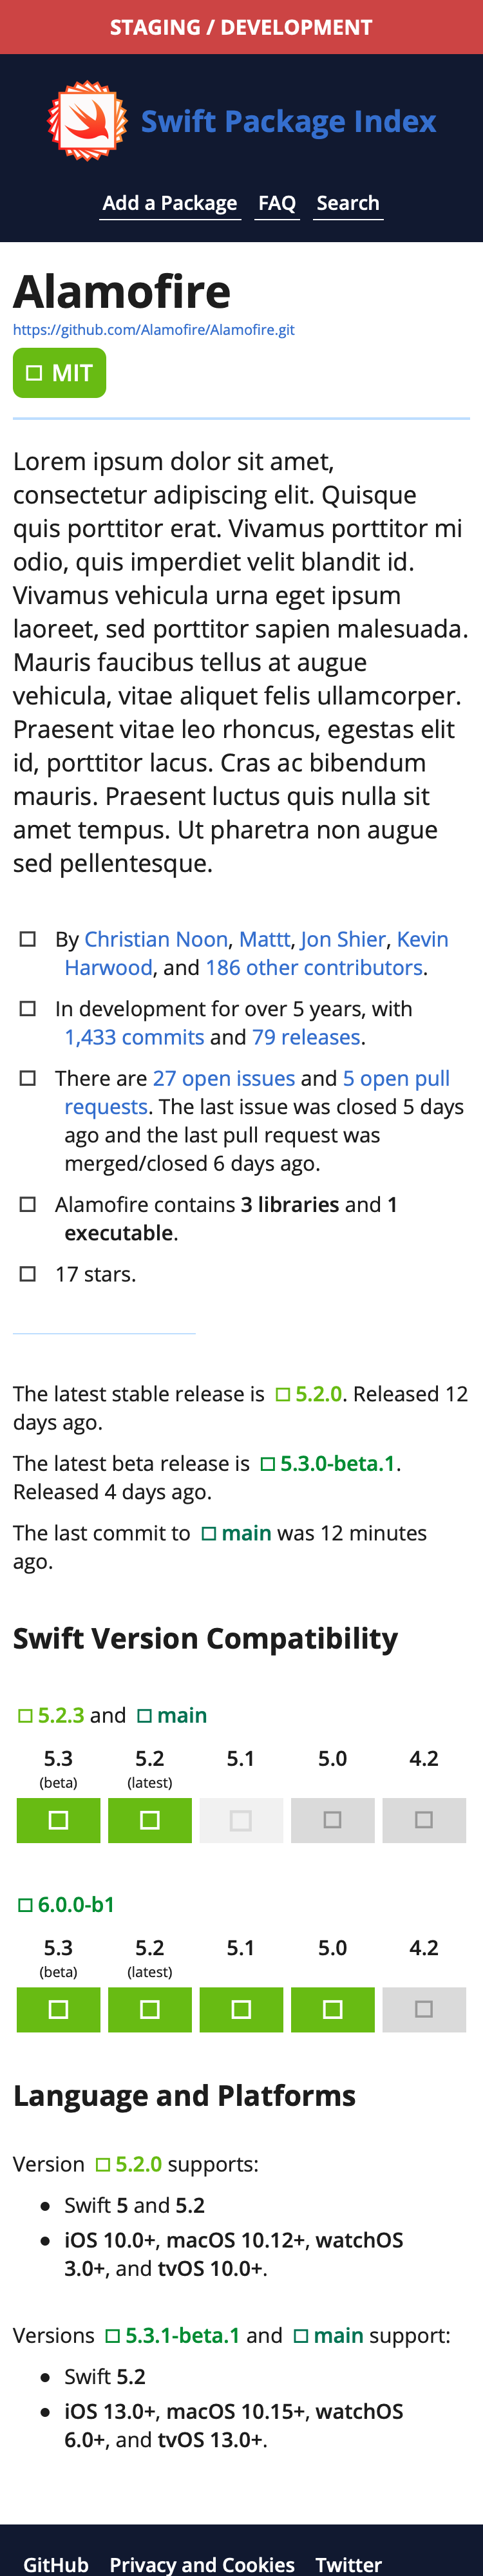 STAGING / DEVELOPMENT
Swift Package Index
Add a Package FAQ Search
Alamofire
https://github.com/Alamofire/Alamofire.git
MIT
Lorem ipsum dolor sit amet,
consectetur adipiscing elit. Quisque
quis porttitor erat. Vivamus porttitor mi
odio, quis imperdiet velit blandit id.
Vivamus vehicula urna eget ipsum
laoreet, sed porttitor sapien malesuada.
Mauris faucibus tellus at augue
vehicula, vitae aliquet felis ullamcorper.
Praesent vitae leo rhoncus, egestas elit
id, porttitor lacus. Cras ac bibendum
mauris. Praesent luctus quis nulla sit
amet tempus. Ut pharetra non augue
sed pellentesque.
By Christian Noon, Mattt, Jon Shier, Kevin
Harwood, and 186 other contributors.
In development for over 5 years, with
1,433 commits and 79 releases.
There are 27 open issues and 5 open pull
requests. The last issue was closed 5 days
ago and the last pull request was
merged/closed 6 days ago.
Alamofire contains 3 libraries and 1
executable.
17 stars.
The latest stable release is 5.2.0. Released 12
days ago.
The latest beta release is 5.3.0-beta.1.
Released 4 days ago.
The last commit to main was 12 minutes
ago.
Swift Version Compatibility
5.2.3 and main
5.3 5.2 5.1 5.0 4.2
(beta) (latest)
6.0.0-b1
5.3 5.2 5.1 5.0 4.2
(beta) (latest)
Language and Platforms
Version 5.2.0 supports:
• Swift 5 and 5.2
• iOS 10.0+, macOS 10.12+, watchOS
3.0+, and tvOS 10.0+.
Versions 5.3.1-beta.1 and main support:
• Swift 5.2
• iOS 13.0+, macOS 10.15+, watchOS
6.0+, and tvOS 13.0+.
GitHub Privacy and Cookies Twitter